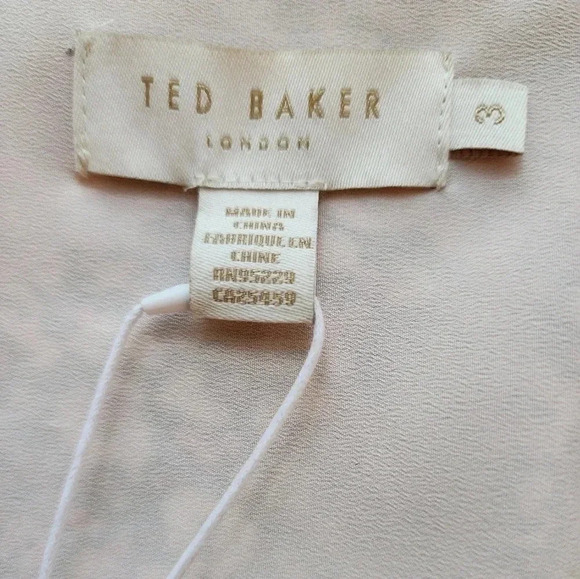 TED BAKER
LONDON
3
MADE IN
CHINA
FABRIQUE EN
CHINE
RN95229
CA25459